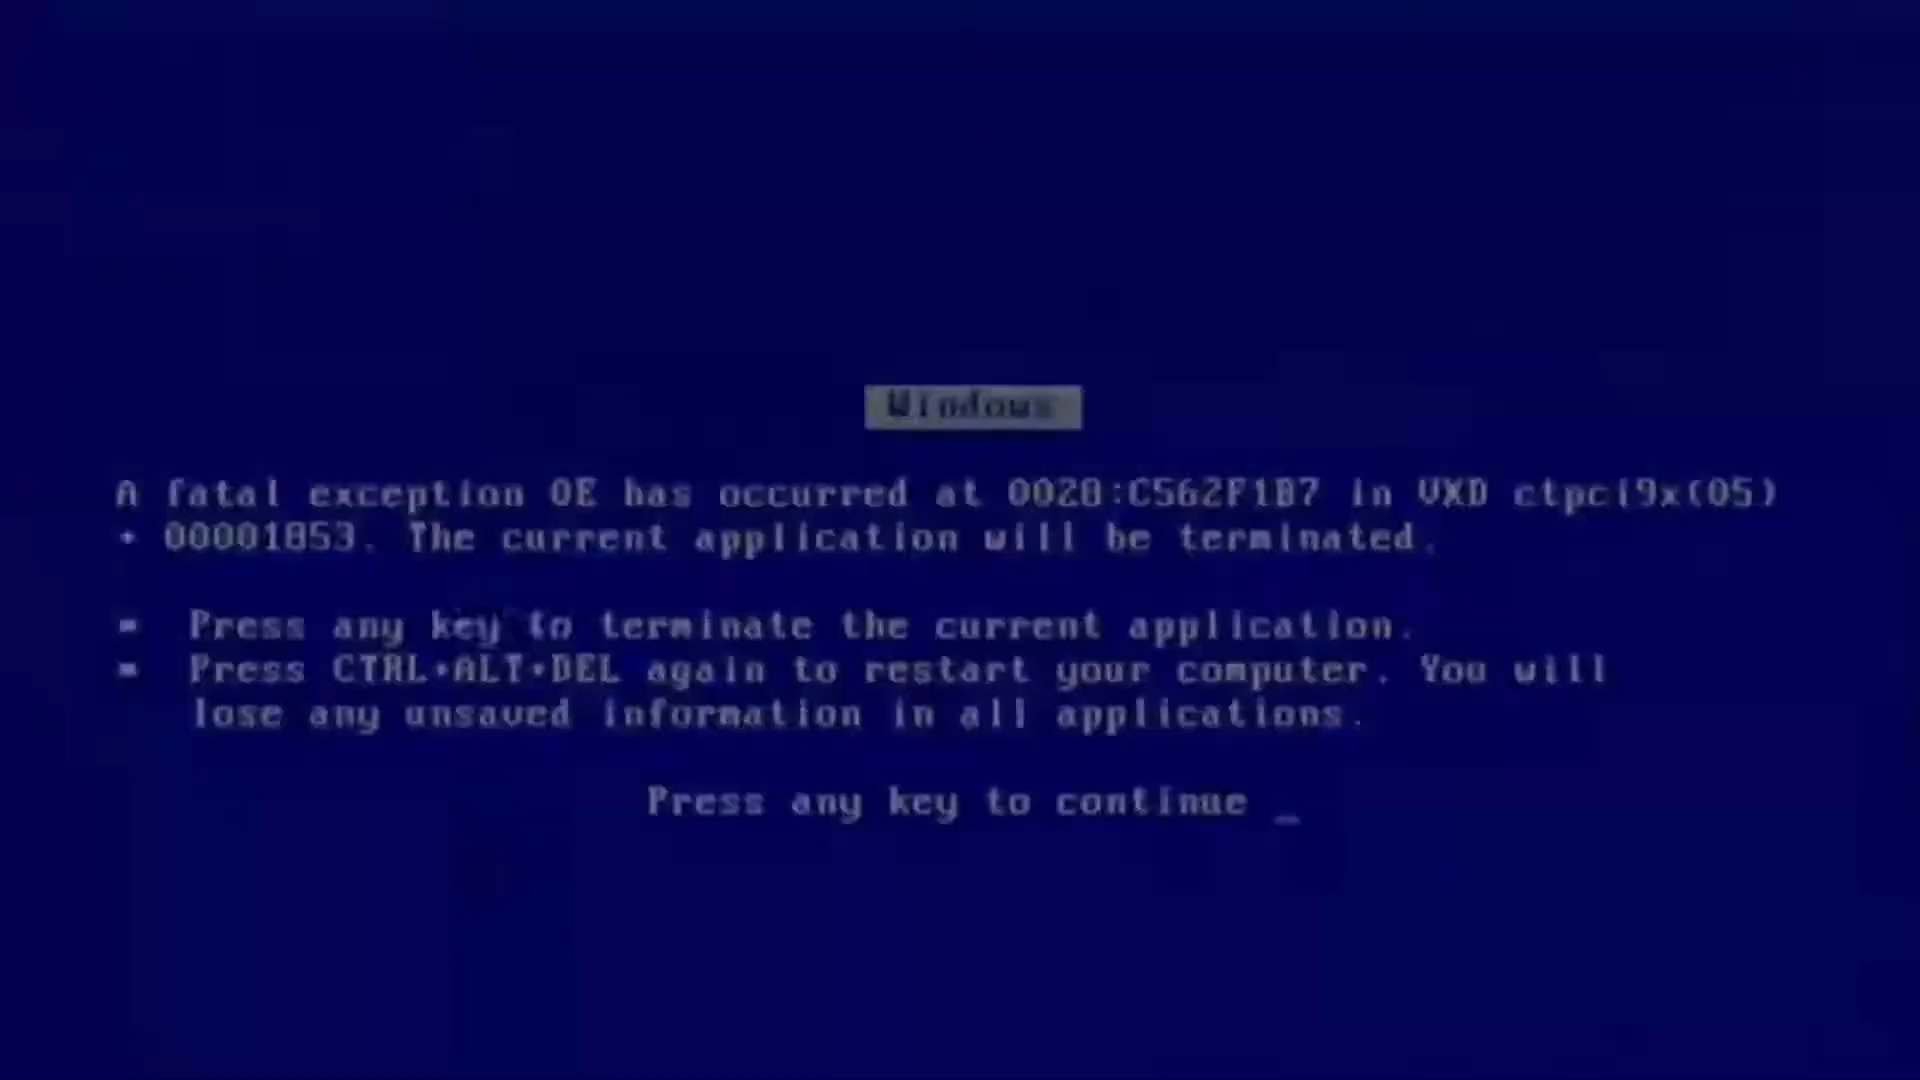 Windows
A fatal exception 0E has occurred at 0028:C562F1B7 in VXD ctpci9x(05)
+ 00001853. The current application will be terminated.
* Press any key to terminate the current application.
* Press CTRL+ALT+DEL again to restart your computer. You will
lose any unsaved information in all applications.
Press any key to continue _